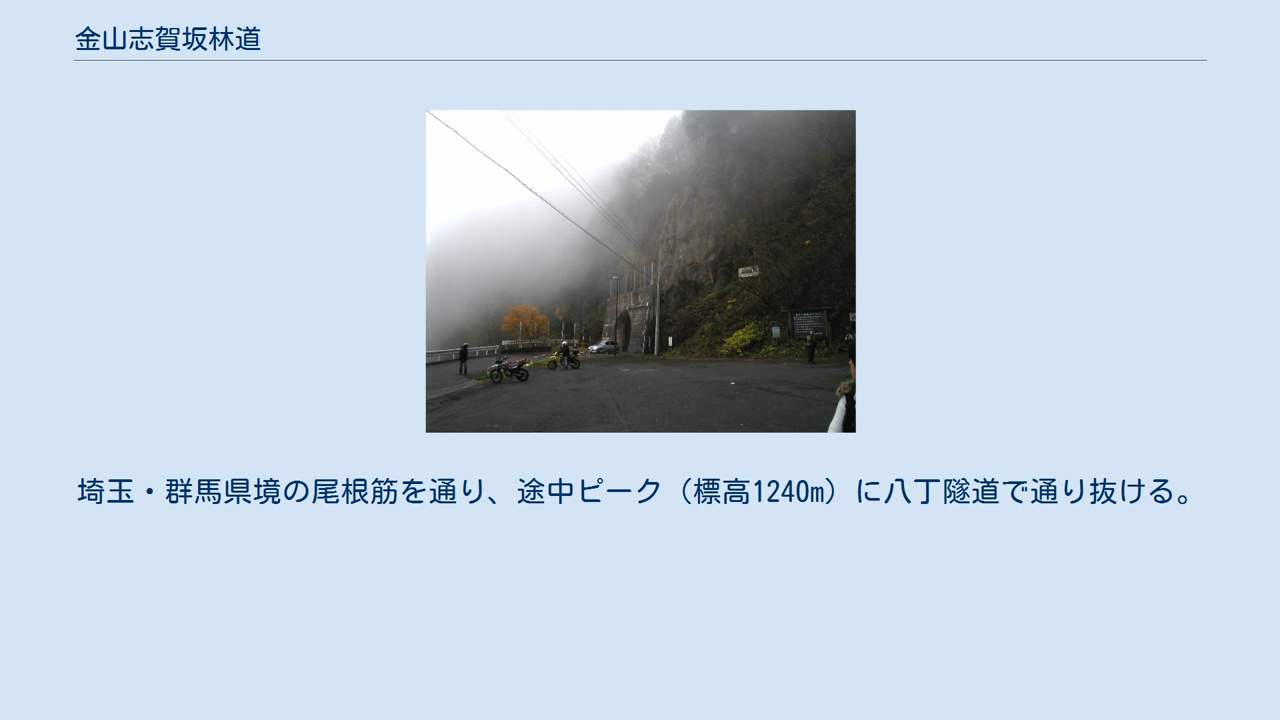 金山志賀坂林道
埼玉・群馬県境の尾根筋を通り、途中ピーク（標高1240m）に八丁隧道で通り抜ける。